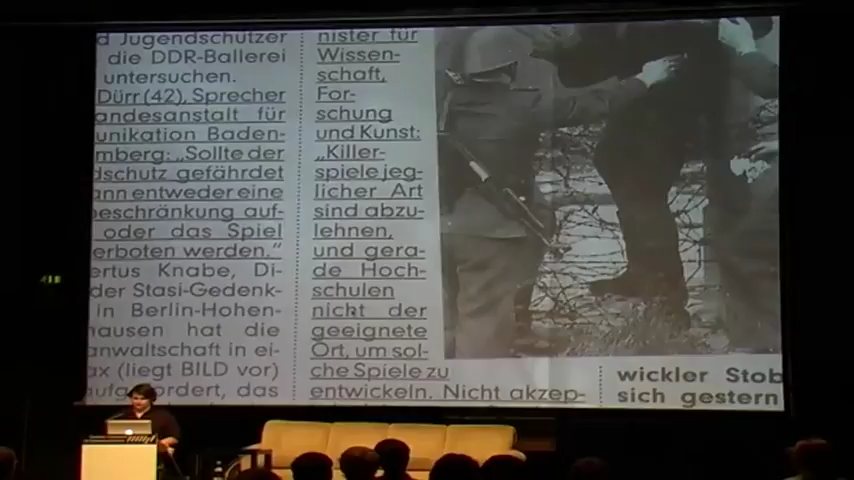 d Jugendschutzer
die DDR-Ballerei
untersuchen.
Dürr (42), Sprecher
andesanstalt für
unikation Baden-
mberg: „Sollte der
dschutz gefährdet
ann entweder eine
eschränkung auf-
oder das Spiel
erboten werden."
ertus Knabe, Di-
der Stasi-Gedenk-
in Berlin-Hohen-
hausen hat die
anwaltschaft in ei-
ax (liegt BILD vor)
aufgefordert, das
nister für
Wissen-
schaft,
For-
schung
und Kunst:
„Killer-
spiele jeg-
licher Art
sind abzu-
lehnen,
und gera-
de Hoch-
schulen
nicht der
geeignete
Ort, um sol-
che Spiele zu
entwickeln. Nicht akzep-
wickler Stob
sich gestern